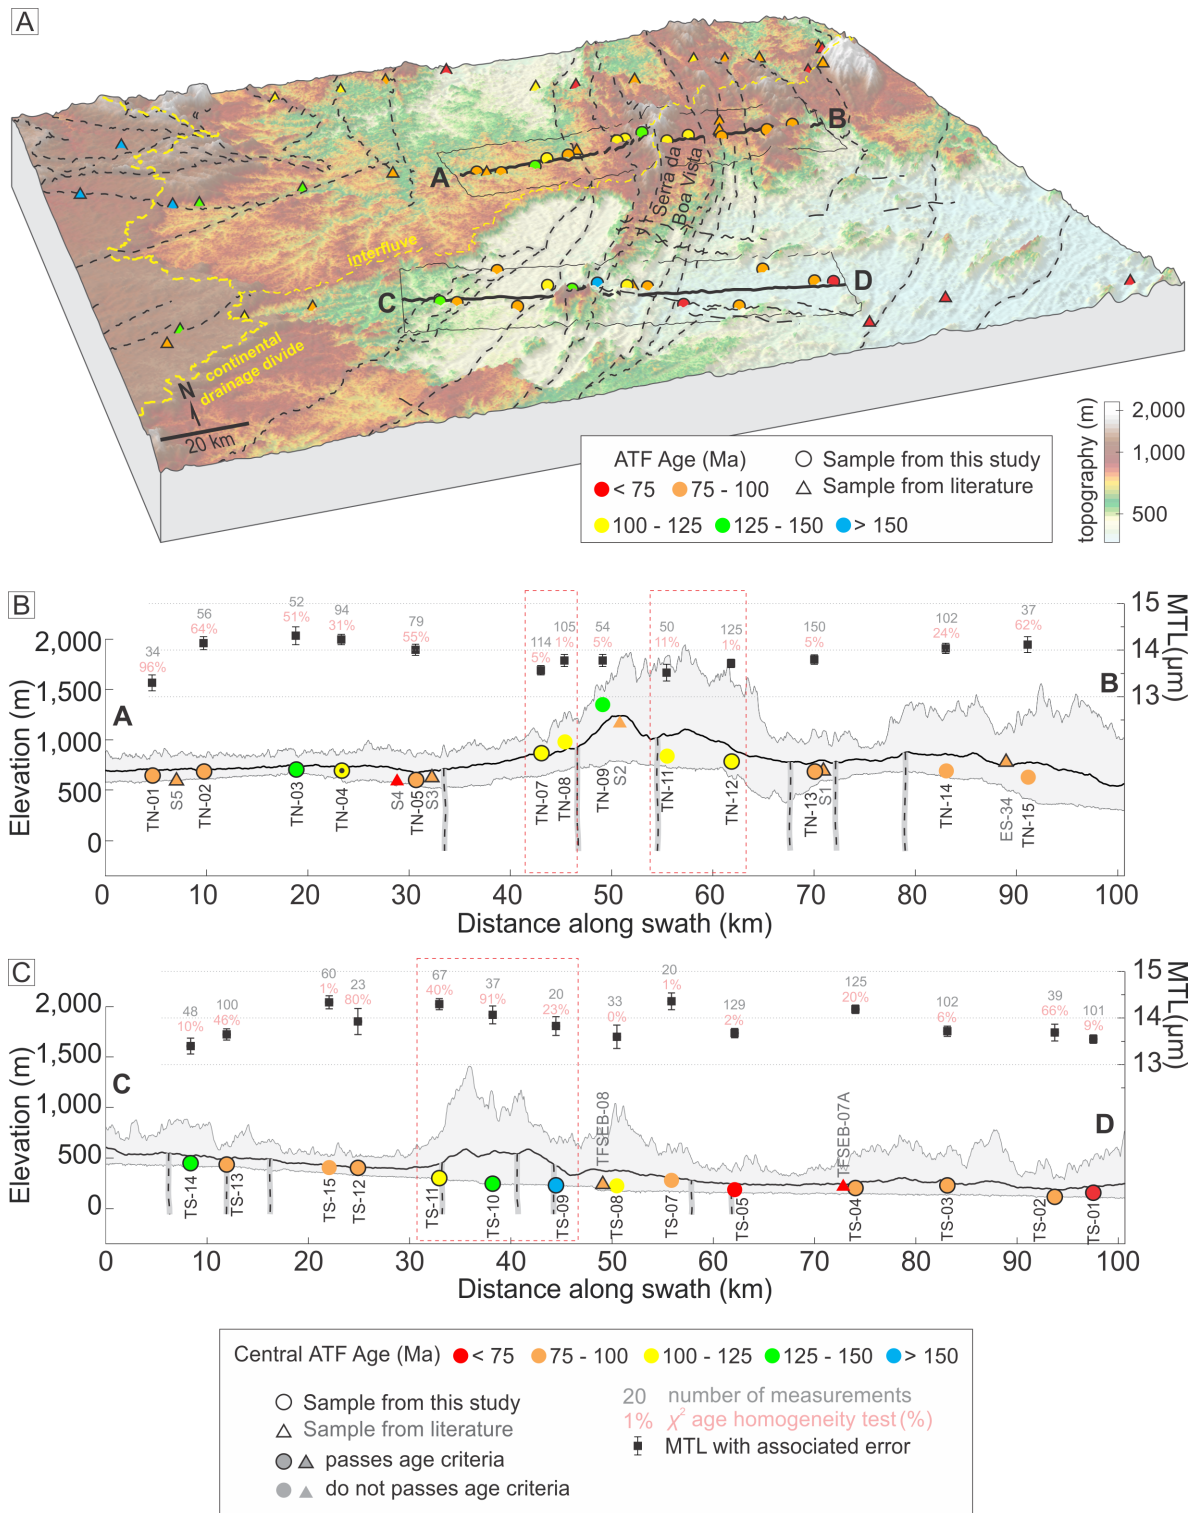 A
B
A
Serra da
Boa Vista
interfluve
C
D
continental
drainage divide
N
20 km
ATF Age (Ma)
Sample from this study
< 75
75 - 100
Sample from literature
100 - 125
125 - 150
> 150
topography (m)
2,000
1,000
500
B
Elevation (m)
2,000
1,500
1,000
500
0
MTL (µm)
15
14
13
A
B
34
96%
56
64%
52
51%
94
31%
79
55%
114
5%
105
1%
54
5%
50
11%
125
1%
150
5%
102
24%
37
62%
TN-01
S5
TN-02
TN-03
TN-04
S4
TN-05
S3
TN-07
TN-08
TN-09
S2
TN-11
TN-12
TN-13
S1
TN-14
ES-34
TN-15
0
10
20
30
40
50
60
70
80
90
100
Distance along swath (km)
C
Elevation (m)
2,000
1,500
1,000
500
0
MTL (µm)
15
14
13
C
D
48
10%
100
46%
60
1%
23
80%
67
40%
37
91%
20
23%
33
0%
20
1%
129
2%
125
20%
102
6%
39
66%
101
9%
TS-14
TS-13
TS-15
TS-12
TS-11
TS-10
TS-09
TFSEB-08
TS-08
TS-07
TS-05
TFSEB-07A
TS-04
TS-03
TS-02
TS-01
0
10
20
30
40
50
60
70
80
90
100
Distance along swath (km)
Central ATF Age (Ma)
< 75
75 - 100
100 - 125
125 - 150
> 150
Sample from this study
Sample from literature
passes age criteria
do not passes age criteria
20 number of measurements
1% χ² age homogeneity test (%)
MTL with associated error